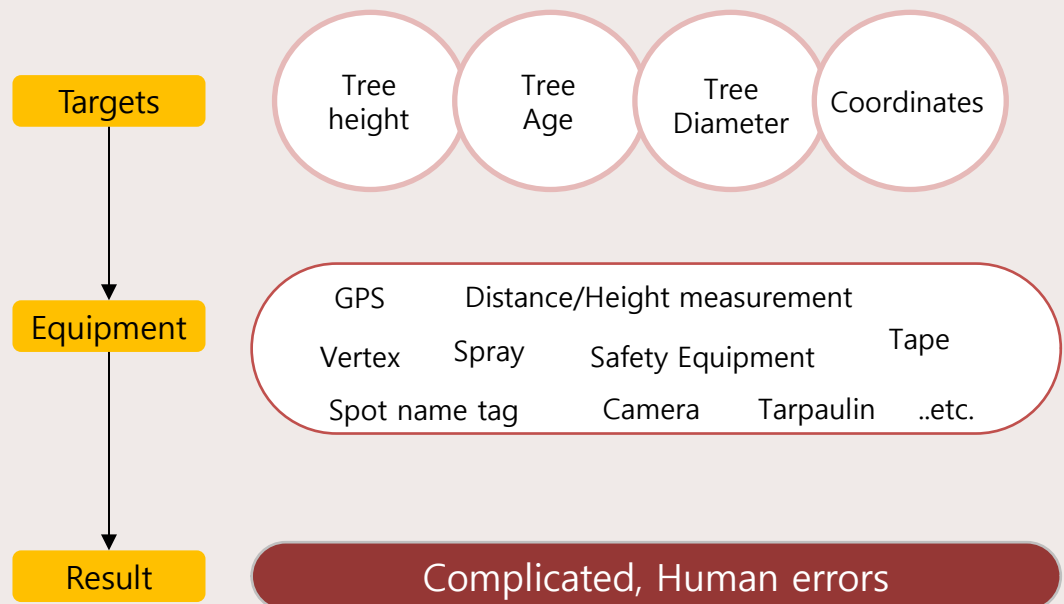 Targets
Tree
height
Tree
Age
Tree
Diameter
Coordinates
Equipment
GPS
Distance/Height measurement
Vertex
Spray
Safety Equipment
Tape
Spot name tag
Camera
Tarpaulin
..etc.
Result
Complicated, Human errors